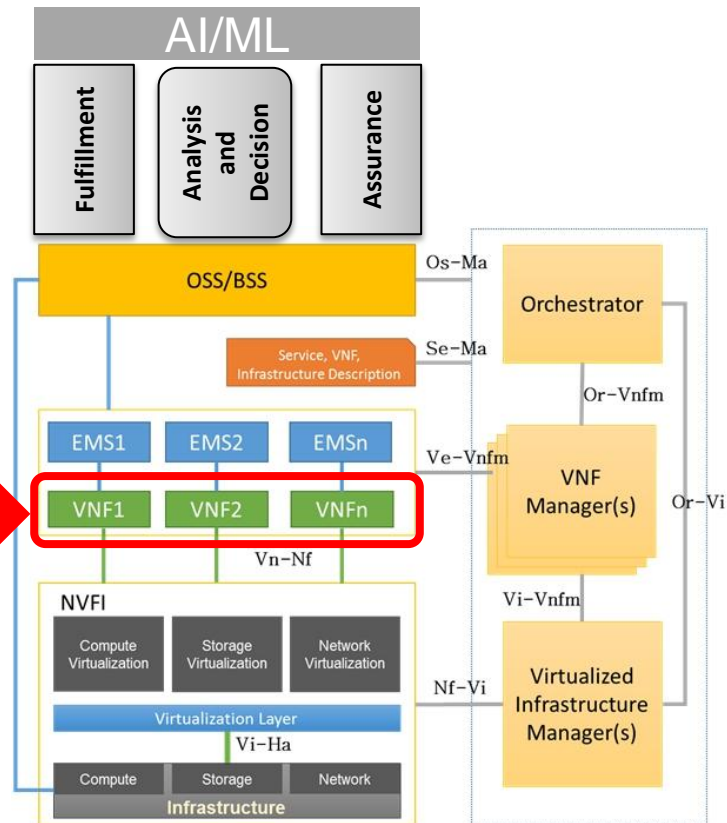 AI/ML
Fulfillment
Analysis
and
Decision
Assurance
OSS/BSS
Os-Ma
Orchestrator
Service, VNF,
Infrastructure Description
Se-Ma
Or-Vnfm
EMS1
EMS2
EMSn
Ve-Vnfm
VNF
Manager(s)
Or-Vi
VNF1
VNF2
VNFn
Vn-Nf
Vi-Vnfm
NVFI
Compute
Virtualization
Storage
Virtualization
Network
Virtualization
Nf-Vi
Virtualized
Infrastructure
Manager(s)
Virtualization Layer
Vi-Ha
Compute
Storage
Network
Infrastructure